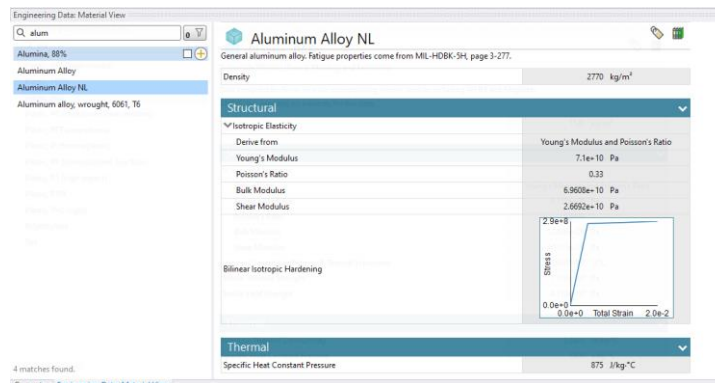 Engineering Data: Material View
alum
0
Alumina, 88%
Aluminum Alloy
Aluminum Alloy NL
Aluminum alloy, wrought, 6061, T6
4 matches found.
Aluminum Alloy NL
General aluminum alloy. Fatigue properties come from MIL-HDBK-5H, page 3-277.
Density 2770 kg/m³
Structural
Isotropic Elasticity
Derive from Young's Modulus and Poisson's Ratio
Young's Modulus 7.1e+10 Pa
Poisson's Ratio 0.33
Bulk Modulus 6.9608e+10 Pa
Shear Modulus 2.6692e+10 Pa
Bilinear Isotropic Hardening
2.9e+8
Stress
0.0e+0
0.0e+0 Total Strain 2.0e-2
Thermal
Specific Heat Constant Pressure 875 J/kg·°C